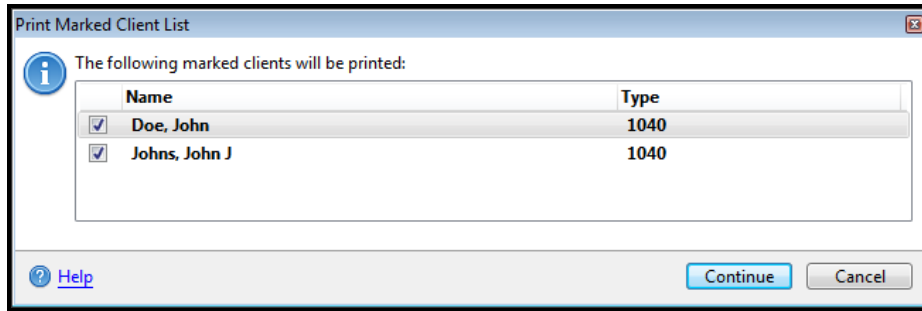 Print Marked Client List
The following marked clients will be printed:
Name Type
Doe, John 1040
Johns, John J 1040
Help Continue Cancel